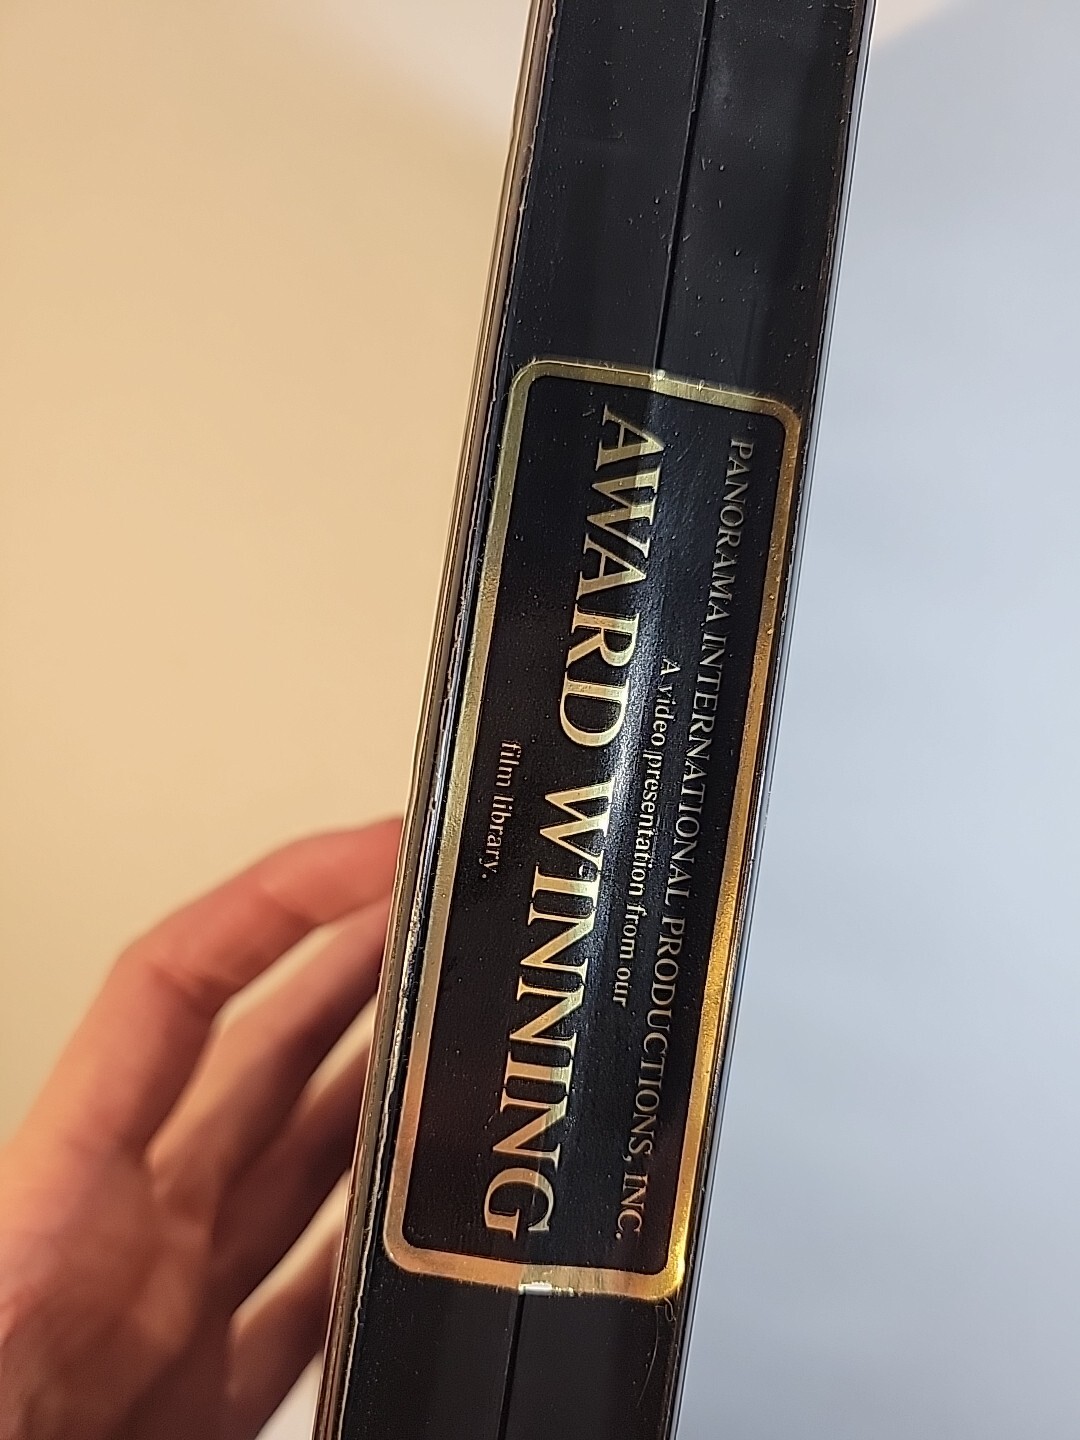 PANORAMA INTERNATIONAL PRODUCTIONS, INC.
A video presentation from our
AWARD WINNING
film library.